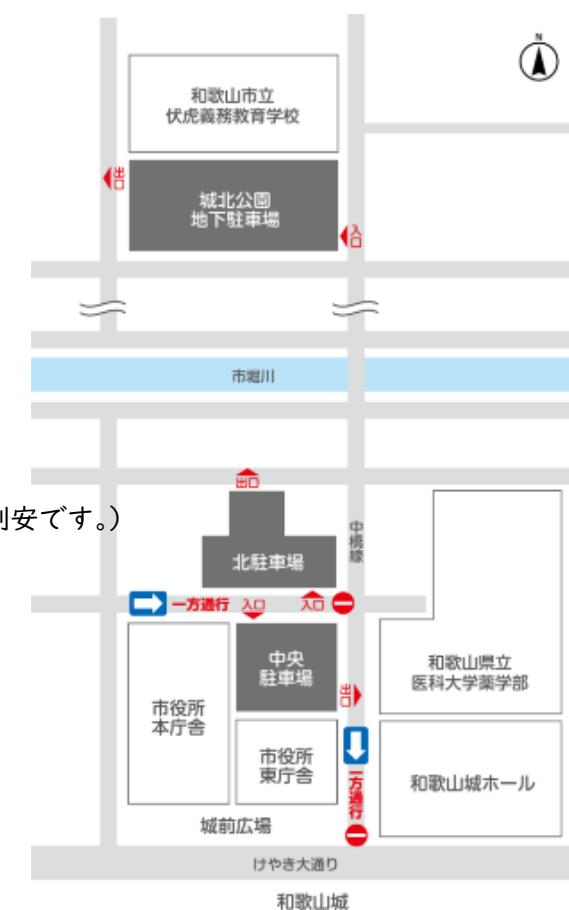 N
和歌山市立
伏虎義務教育学校
出口
城北公園
地下駐車場
入口
市堀川
割安です。)
出口
中橋線
北駐車場
一方通行
入口
入口
中央
駐車場
和歌山県立
医科大学薬学部
出口
市役所
本庁舎
市役所
東庁舎
一方通行
和歌山城ホール
城前広場
けやき大通り
和歌山城